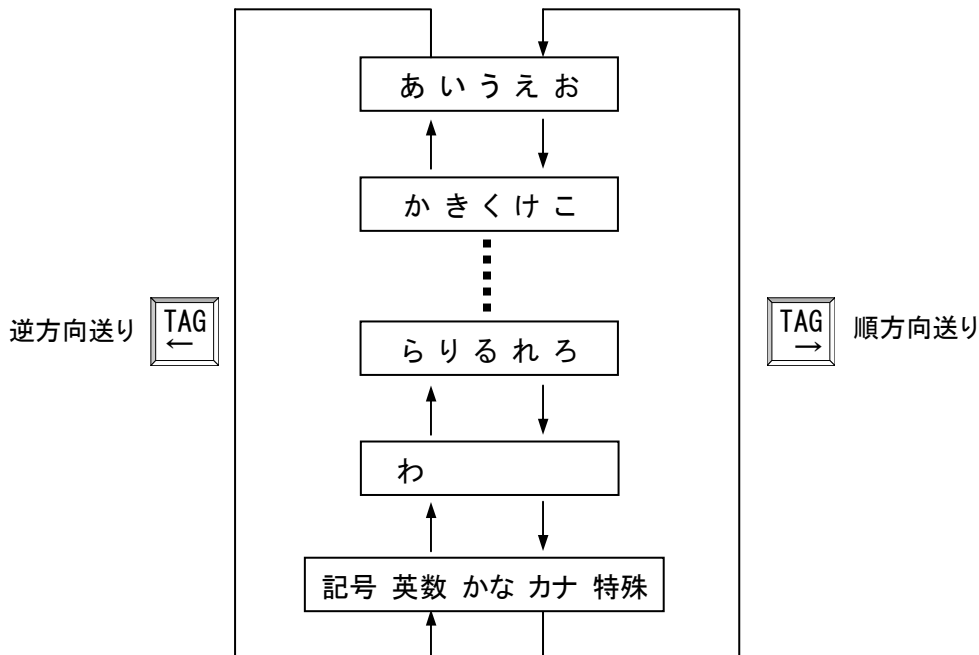 あ い う え お
か き く け こ
逆方向送り
TAG
←
TAG
→
順方向送り
ら り る れ ろ
わ
記号 英数 かな カナ 特殊